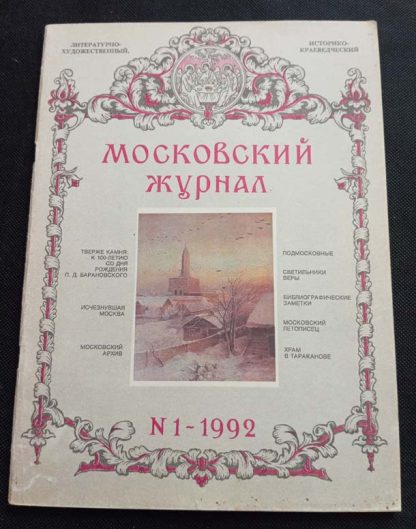 ЛИТЕРАТУРНО-
ХУДОЖЕСТВЕННЫЙ,
ИСТОРИКО-
КРАЕВЕДЧЕСКИЙ
МОСКОВСКИЙ
ЖУРНАЛ
ТВЕРЖЕ КАМНЯ:
К 100-ЛЕТИЮ
СО ДНЯ
РОЖДЕНИЯ
П. Д. БАРАНОВСКОГО
ИСЧЕЗНУВШАЯ
МОСКВА
МОСКОВСКИЙ
АРХИВ
ПОДМОСКОВНЫЕ
СВЕТИЛЬНИКИ
ВЕРЫ
БИБЛИОГРАФИЧЕСКИЕ
ЗАМЕТКИ
МОСКОВСКИЙ
ЛЕТОПИСЕЦ
ХРАМ
В ТАРАКАНОВЕ
N 1-1992